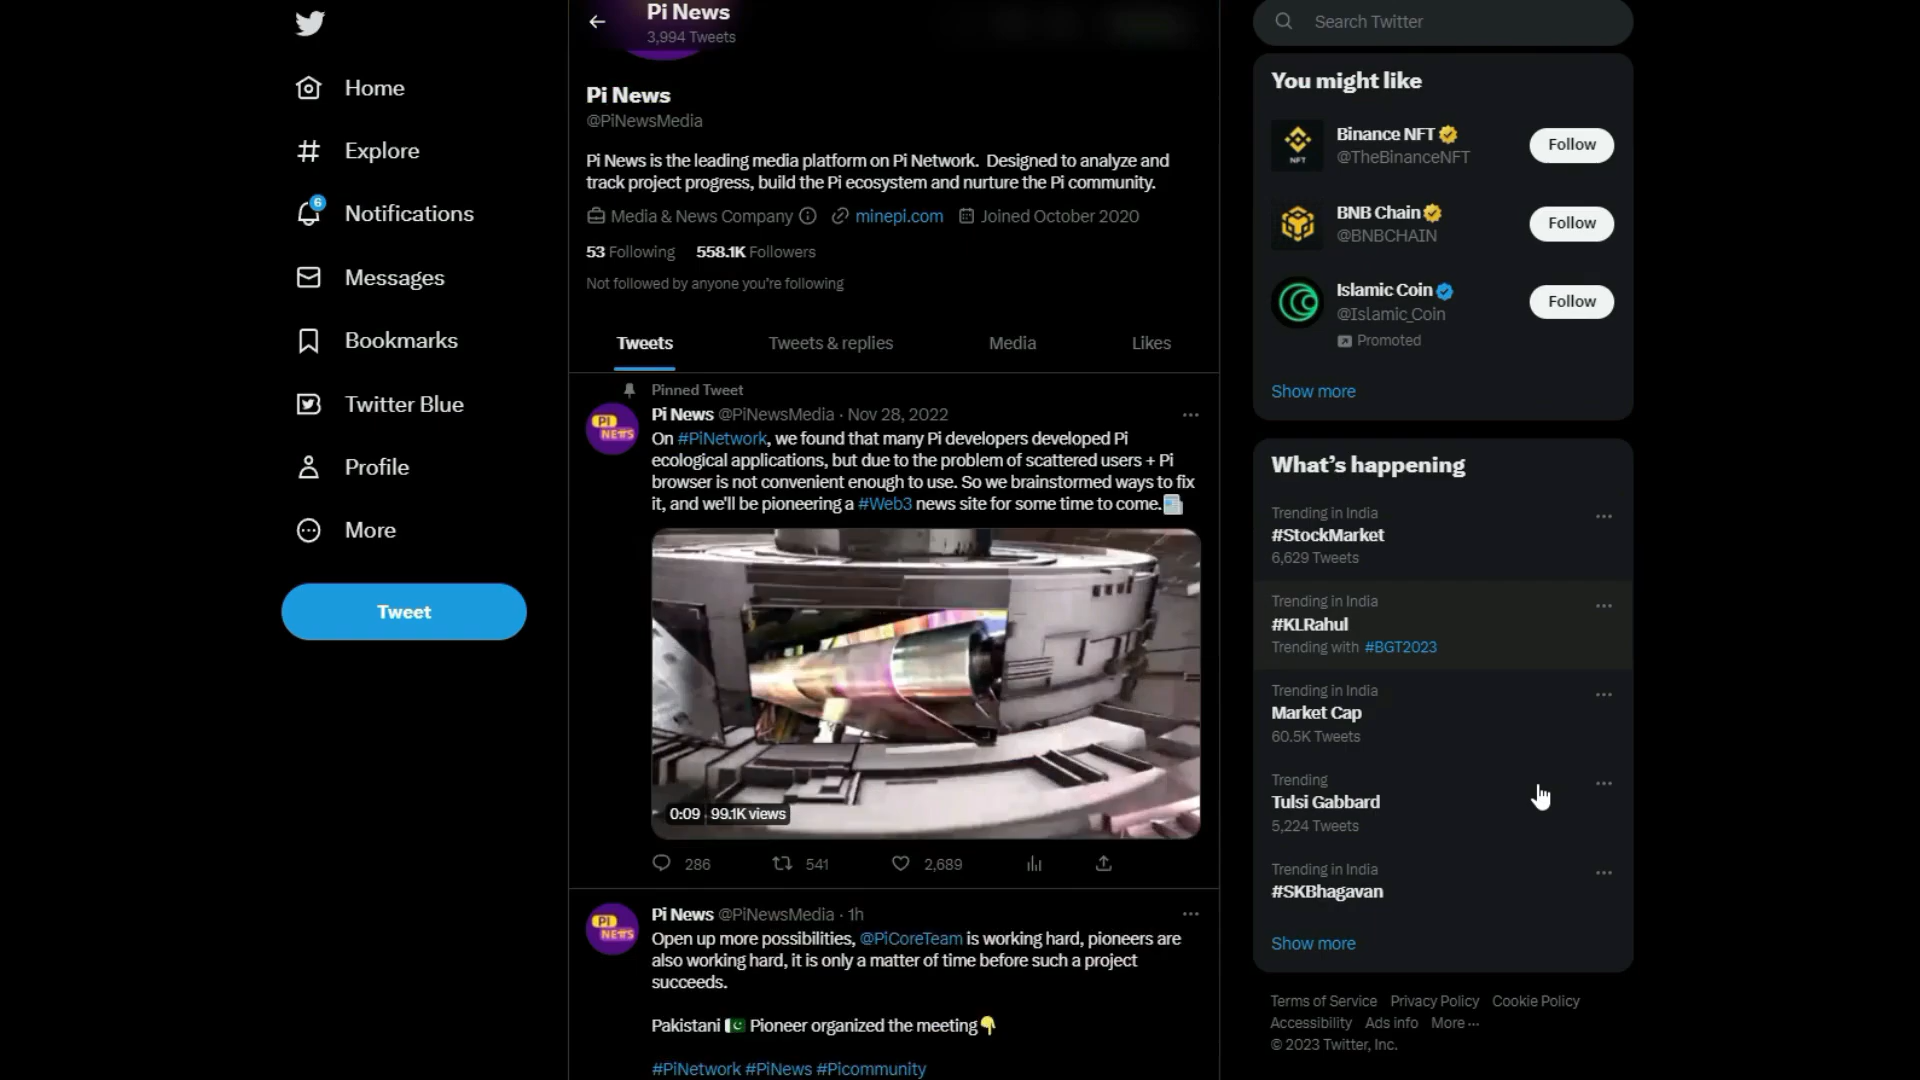 Home
Explore
6
Notifications
Messages
Bookmarks
Twitter Blue
Profile
More
Tweet
Pi News
3,994 Tweets
Pi News
@PiNewsMedia
Pi News is the leading media platform on Pi Network. Designed to analyze and
track project progress, build the Pi ecosystem and nurture the Pi community.
Media & News Company minepi.com Joined October 2020
53 Following 558.1K Followers
Not followed by anyone you're following
Tweets Tweets & replies Media Likes
Pinned Tweet
PI
NEWS
Pi News @PiNewsMedia · Nov 28, 2022
On #PiNetwork, we found that many Pi developers developed Pi
ecological applications, but due to the problem of scattered users + Pi
browser is not convenient enough to use. So we brainstormed ways to fix
it, and we'll be pioneering a #Web3 news site for some time to come.📰
0:09 99.1K views
286 541 2,689
PI
NEWS
Pi News @PiNewsMedia · 1h
Open up more possibilities, @PiCoreTeam is working hard, pioneers are
also working hard, it is only a matter of time before such a project
succeeds.
Pakistani 🇵🇰 Pioneer organized the meeting👇
#PiNetwork #PiNews #Picommunity
Search Twitter
You might like
NFT
Binance NFT
@TheBinanceNFT
Follow
BNB Chain
@BNBCHAIN
Follow
Islamic Coin
@Islamic_Coin
Follow
Promoted
Show more
What's happening
Trending in India
#StockMarket
6,629 Tweets
Trending in India
#KLRahul
Trending with #BGT2023
Trending in India
Market Cap
60.5K Tweets
Trending
Tulsi Gabbard
5,224 Tweets
Trending in India
#SKBhagavan
Show more
Terms of Service Privacy Policy Cookie Policy
Accessibility Ads info More ···
© 2023 Twitter, Inc.